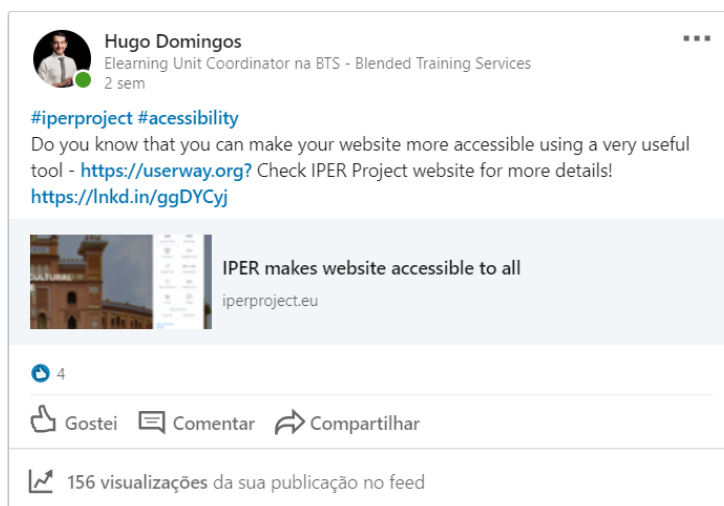 Hugo Domingos
Elearning Unit Coordinator na BTS - Blended Training Services
2 sem
#iperproject #acessibility
Do you know that you can make your website more accessible using a very useful
tool - https://userway.org? Check IPER Project website for more details!
https://lnkd.in/ggDYCyj
CULTURAL
IPER makes website accessible to all
iperproject.eu
4
Gostei Comentar Compartilhar
156 visualizações da sua publicação no feed